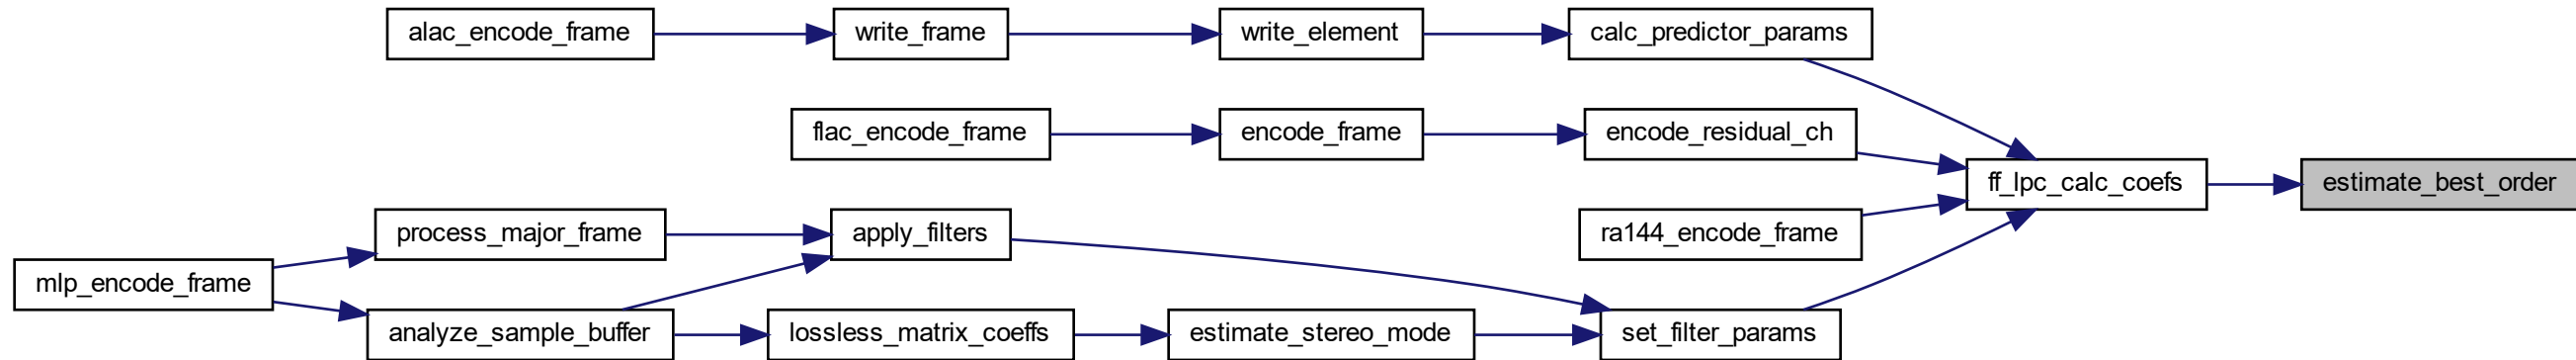 alac_encode_frame
write_frame
write_element
calc_predictor_params
flac_encode_frame
encode_frame
encode_residual_ch
ff_lpc_calc_coefs
estimate_best_order
process_major_frame
apply_filters
ra144_encode_frame
mlp_encode_frame
analyze_sample_buffer
lossless_matrix_coeffs
estimate_stereo_mode
set_filter_params